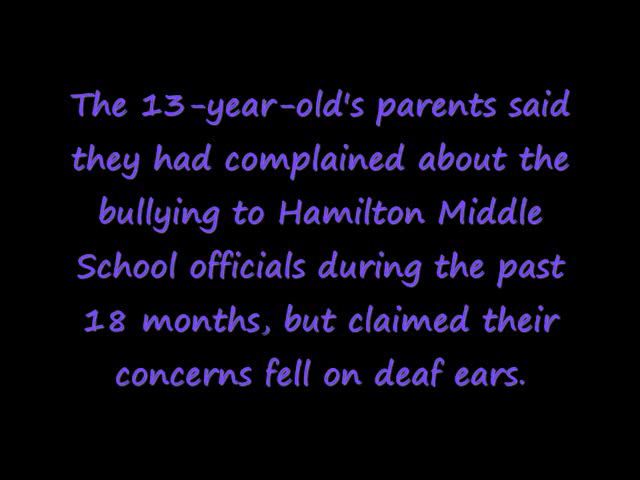 The 13-year-old's parents said
they had complained about the
bullying to Hamilton Middle
School officials during the past
18 months, but claimed their
concerns fell on deaf ears.